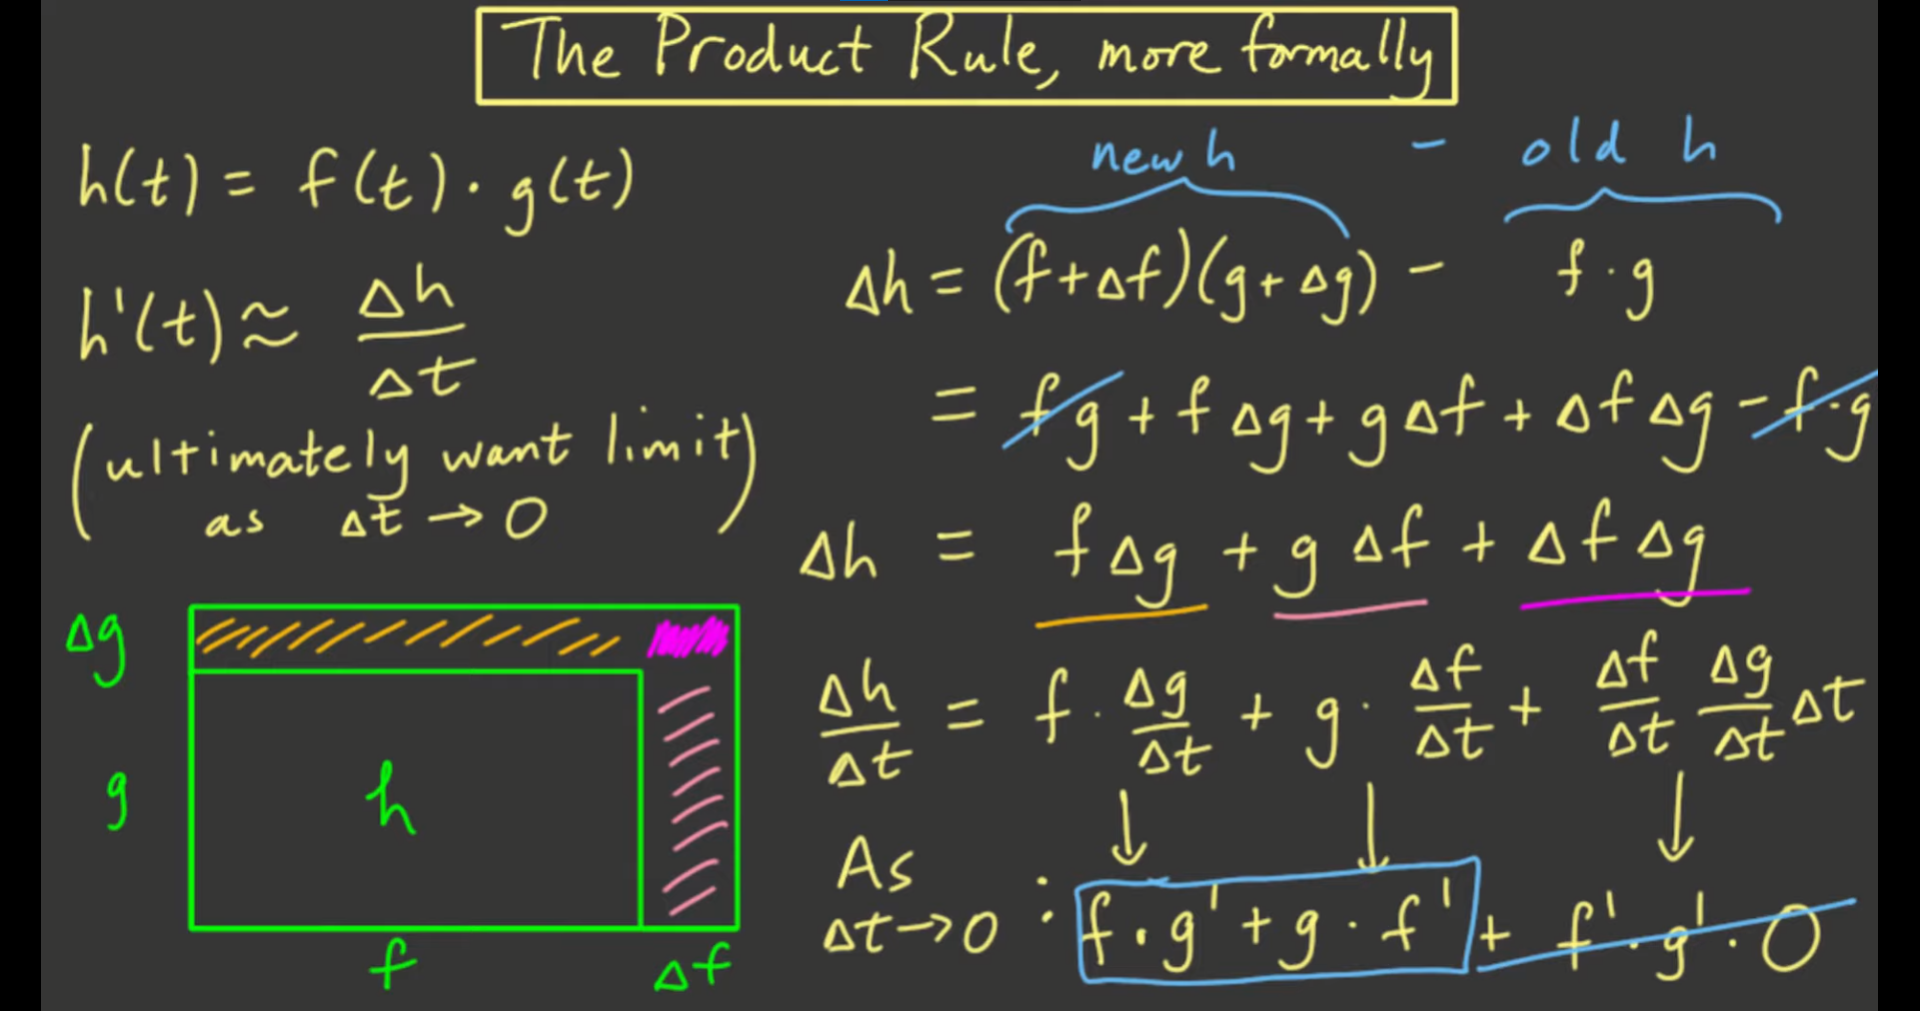 The Product Rule, more formally
h(t) = f(t) · g(t)
h'(t) ≈ Δh/Δt
(ultimately want limit
as Δt → 0)
Δg
g
h
f Δf
new h - old h
Δh = (f+Δf)(g+Δg) - f·g
= fg + fΔg + gΔf + ΔfΔg - f·g
Δh = fΔg + gΔf + ΔfΔg
Δh/Δt = f · Δg/Δt + g · Δf/Δt + Δf/Δt Δg/Δt Δt
As
Δt → 0 : f·g' + g·f' + f'·g'·0